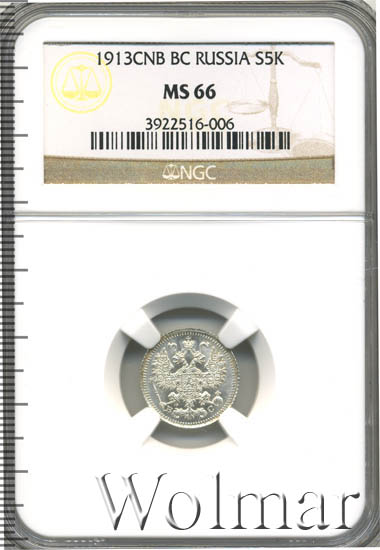 1913CNB BC RUSSIA S5K
MS 66
3922516-006
NGC
Wolmar